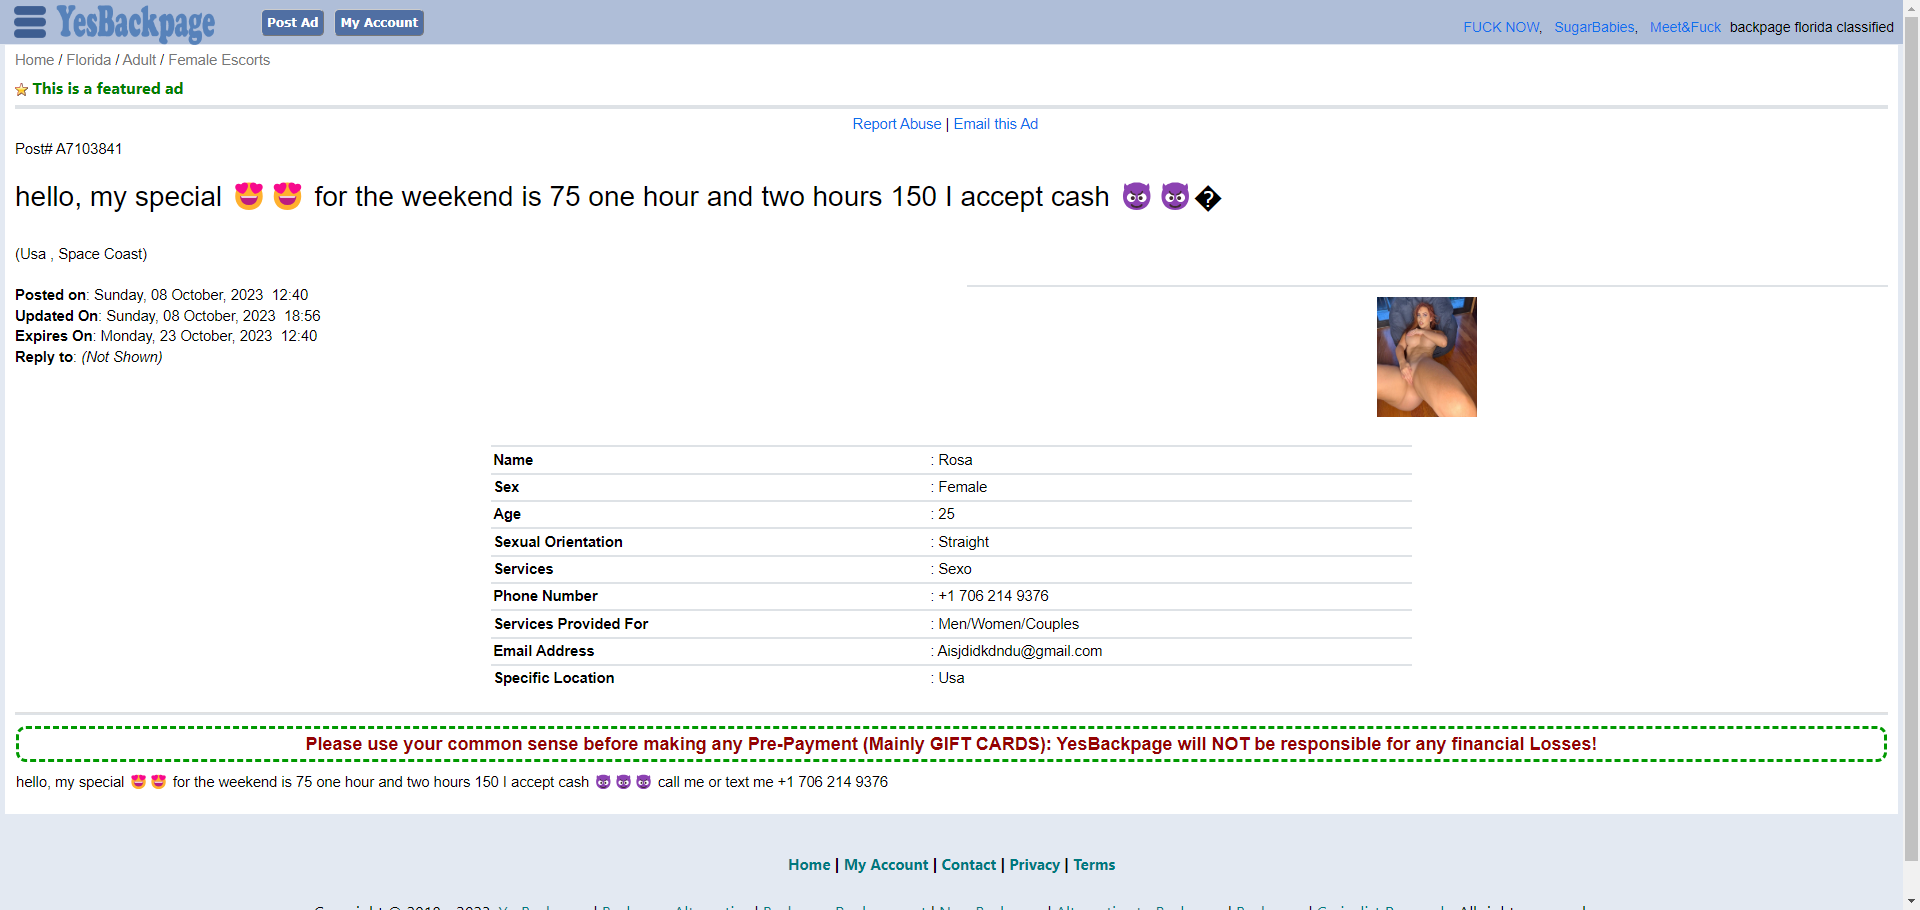 YesBackpage
Post Ad
My Account
FUCK NOW, SugarBabies, Meet&Fuck backpage florida classified
Home / Florida / Adult / Female Escorts
This is a featured ad
Report Abuse | Email this Ad
Post# A7103841
hello, my special 😍😍 for the weekend is 75 one hour and two hours 150 I accept cash 😈😈�
(Usa , Space Coast)
Posted on: Sunday, 08 October, 2023 12:40
Updated On: Sunday, 08 October, 2023 18:56
Expires On: Monday, 23 October, 2023 12:40
Reply to: (Not Shown)
Name : Rosa
Sex : Female
Age : 25
Sexual Orientation : Straight
Services : Sexo
Phone Number : +1 706 214 9376
Services Provided For : Men/Women/Couples
Email Address : Aisjdidkdndu@gmail.com
Specific Location : Usa
Please use your common sense before making any Pre-Payment (Mainly GIFT CARDS): YesBackpage will NOT be responsible for any financial Losses!
hello, my special 😍😍 for the weekend is 75 one hour and two hours 150 I accept cash 😈😈😈 call me or text me +1 706 214 9376
Home | My Account | Contact | Privacy | Terms